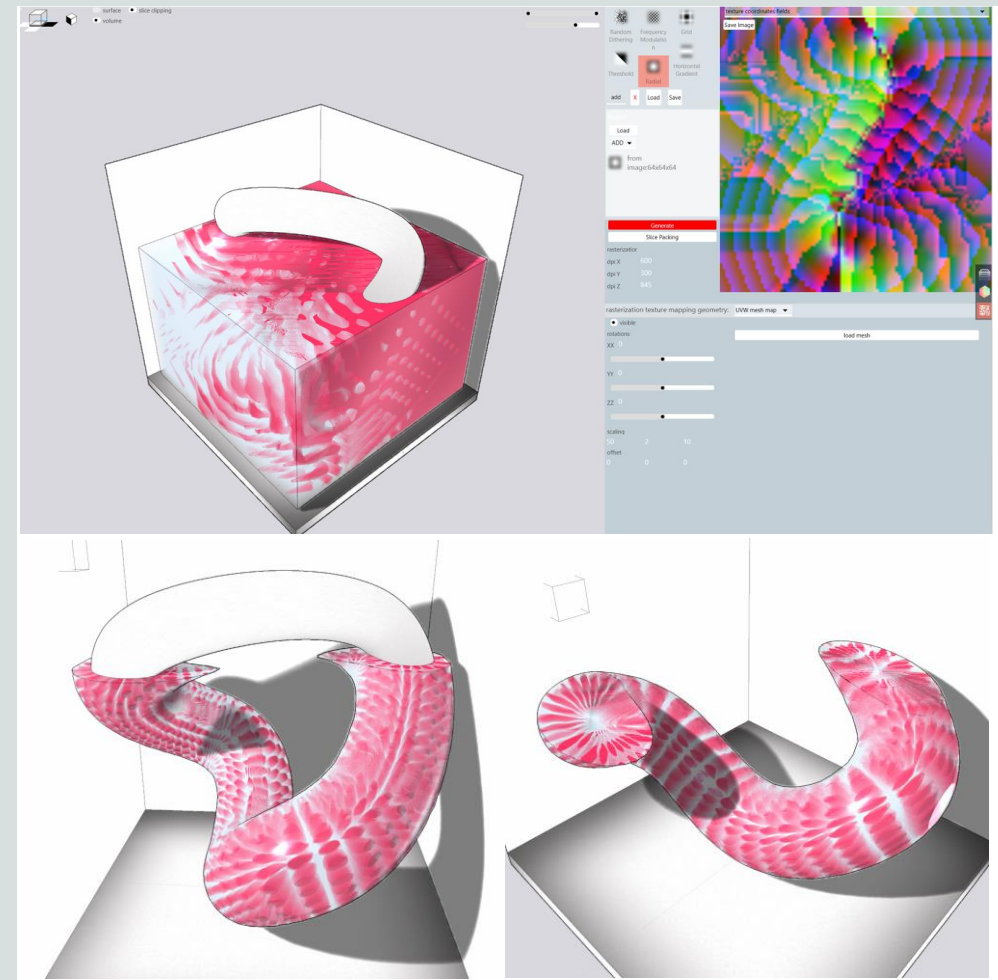 surface
slice clipping
volume
Random
Dithering
Frequency
Modulatio
n
Grid
Threshold
Radial
Horizontal
Gradient
add
X
Load
Save
Load
ADD
from
image:64x64x64
Generate
Slice Packing
rasterization
dpi X 600
dpi Y 300
dpi Z 845
texture coordinates fields
Save Image
rasterization texture mapping geometry: UVW mesh map
visible
load mesh
rotations
XX 0
YY 0
ZZ 0
scaling
50 2 10
offset
0 0 0